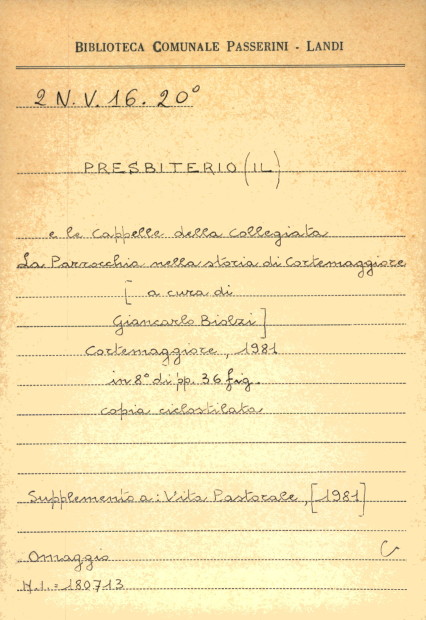 BIBLIOTECA COMUNALE PASSERINI - LANDI
2 N. V. 16. 20°
PRESBITERIO (IL)
e le Cappelle della Collegiata
La Parrocchia nella storia di Cortemaggiore
[a cura di
Giancarlo Biolzi]
Cortemaggiore, 1981
in 8° di pp. 36 fig.
copia ciclostilata
Supplemento a: Vita Pastorale, [1981]
Omaggio C
N.I. = 180713